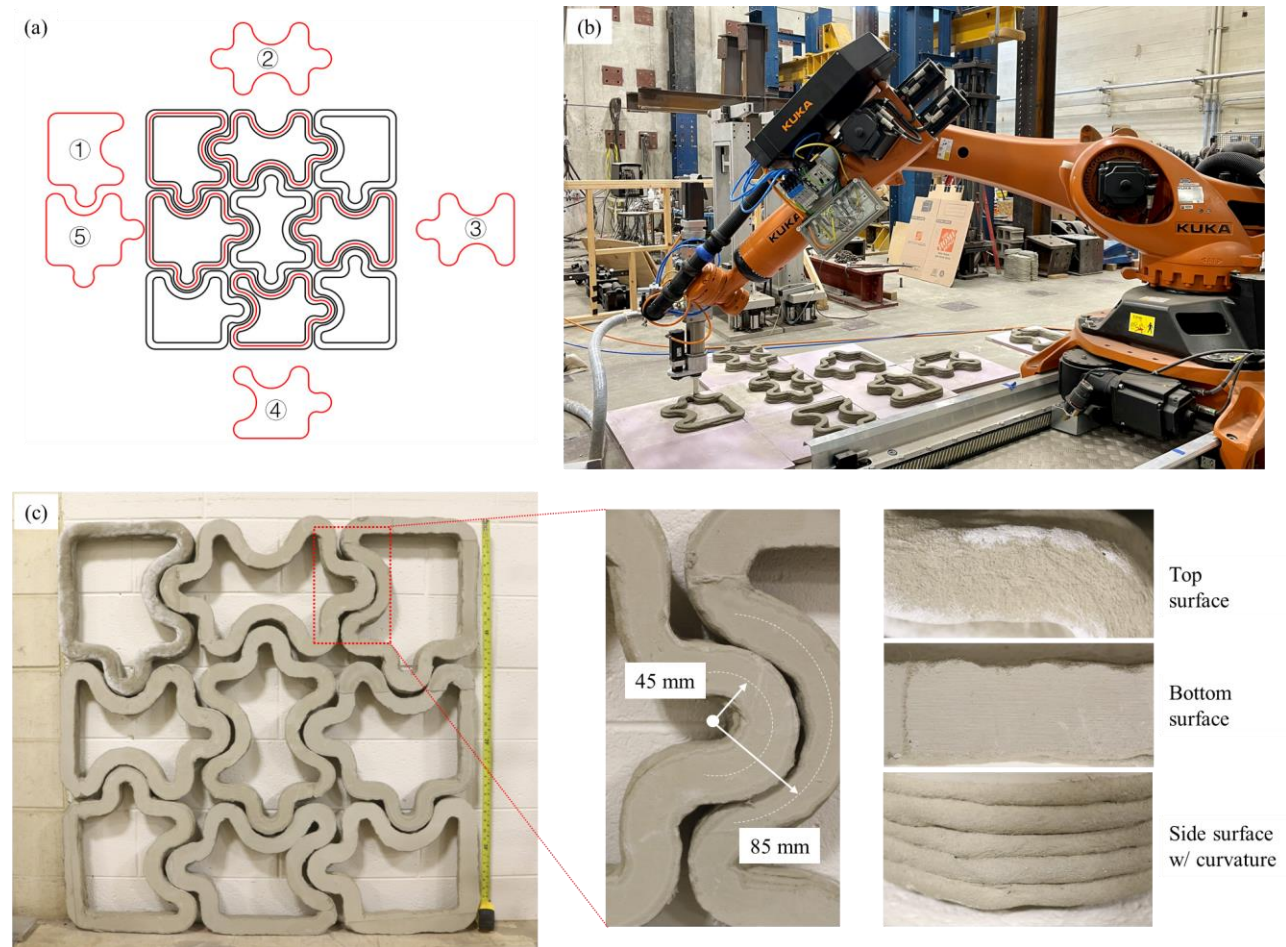 (a)
②
①
⑤
③
④
(b)
KUKA
KUKA
KUKA
(c)
45 mm
85 mm
Top
surface
Bottom
surface
Side surface
w/ curvature